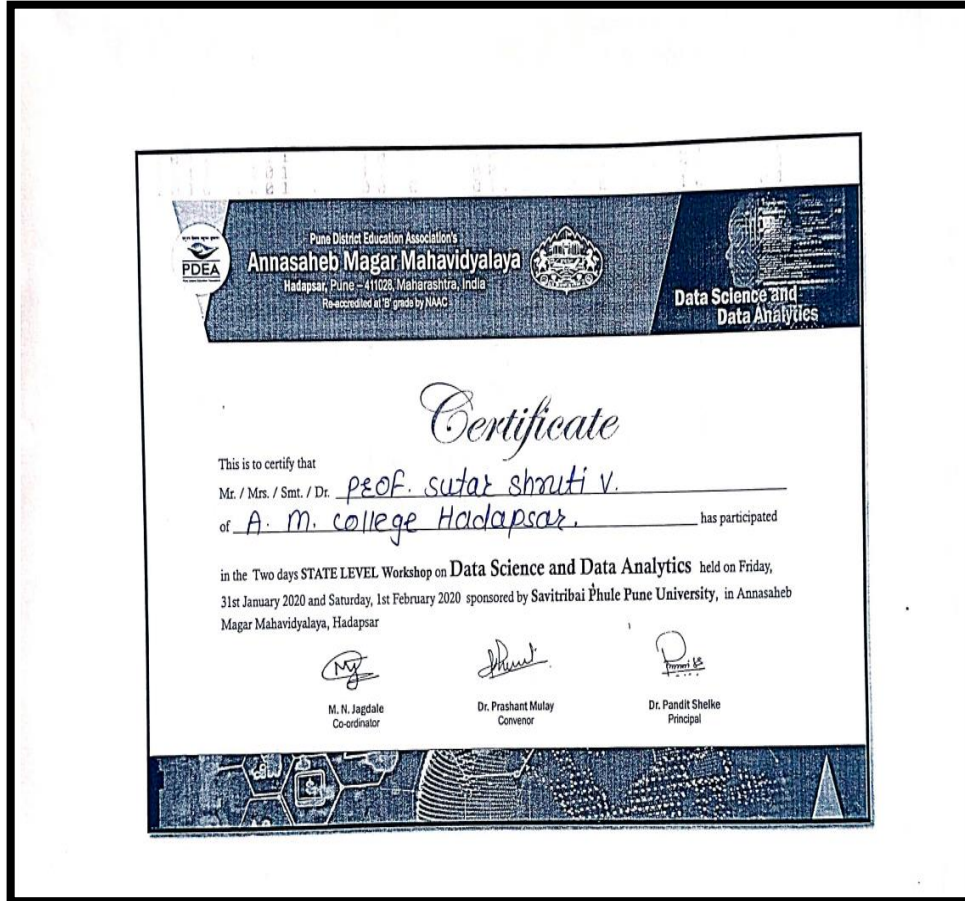 PDEA
Pune District Education Association's
Annasaheb Magar Mahavidyalaya
Hadapsar, Pune – 411028, Maharashtra, India
Re-accredited at 'B' grade by NAAC
Data Science and
Data Analytics
Certificate
This is to certify that
Mr. / Mrs. / Smt. / Dr. Prof. Sutar Shruti V.
of A. M. College Hadapsar. has participated
in the Two days STATE LEVEL Workshop on Data Science and Data Analytics held on Friday,
31st January 2020 and Saturday, 1st February 2020 sponsored by Savitribai Phule Pune University, in Annasaheb
Magar Mahavidyalaya, Hadapsar
M. N. Jagdale
Co-ordinator
Dr. Prashant Mulay
Convenor
Dr. Pandit Shelke
Principal